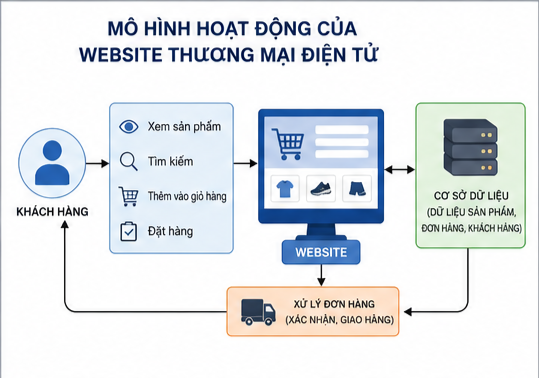 MÔ HÌNH HOẠT ĐỘNG CỦA
WEBSITE THƯƠNG MẠI ĐIỆN TỬ
Xem sản phẩm
Tìm kiếm
Thêm vào giỏ hàng
Đặt hàng
KHÁCH HÀNG
WEBSITE
CƠ SỞ DỮ LIỆU
(DỮ LIỆU SẢN PHẨM,
ĐƠN HÀNG, KHÁCH HÀNG)
XỬ LÝ ĐƠN HÀNG
(XÁC NHẬN, GIAO HÀNG)